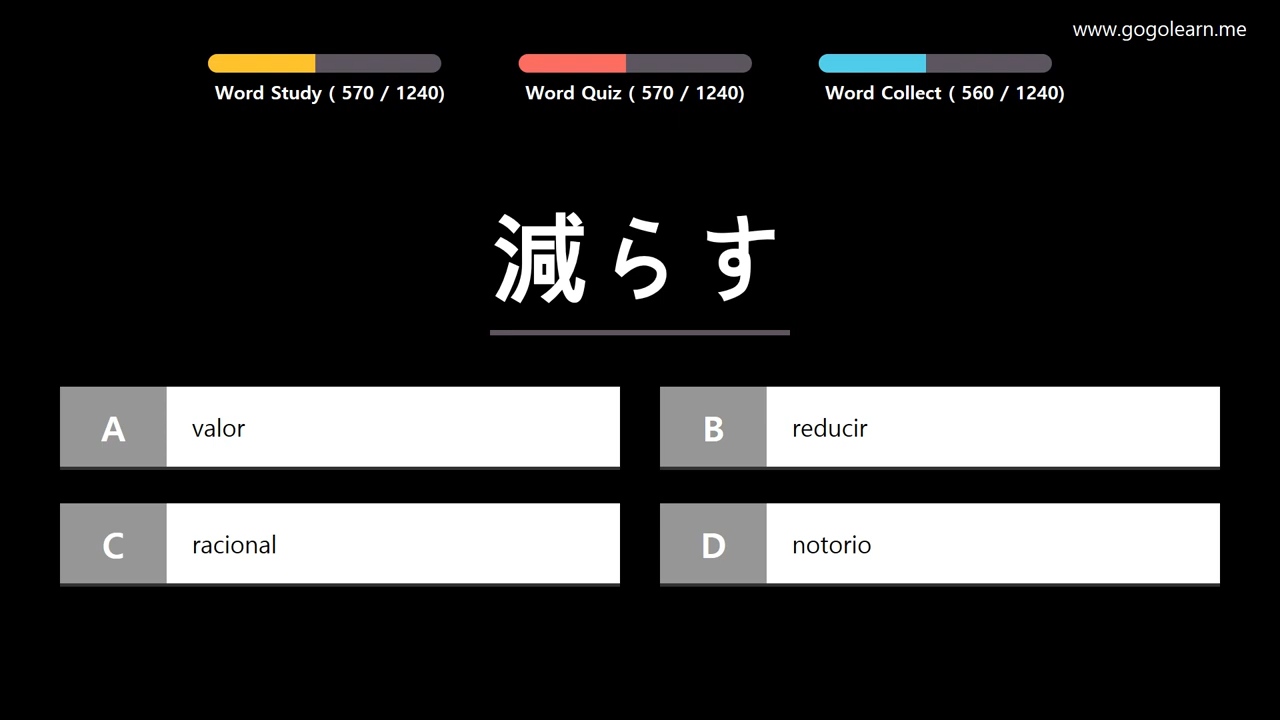 www.gogolearn.me
Word Study ( 570 / 1240)
Word Quiz ( 570 / 1240)
Word Collect ( 560 / 1240)
減らす
A valor
B reducir
C racional
D notorio